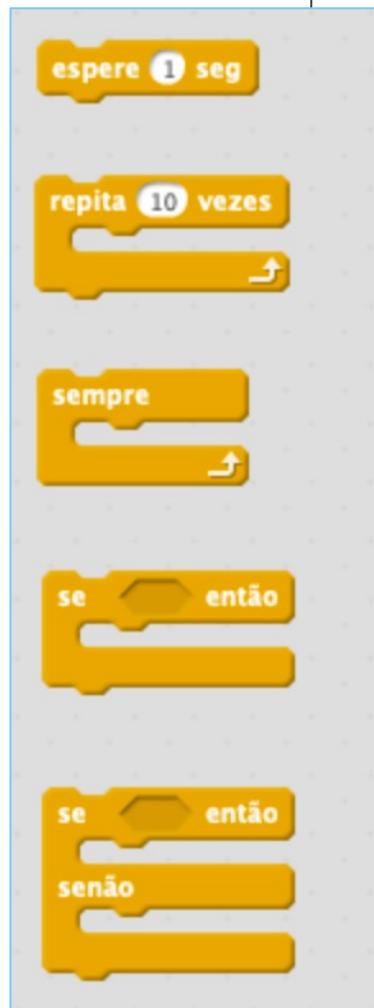 espere 1 seg
repita 10 vezes
sempre
se então
se então
senão